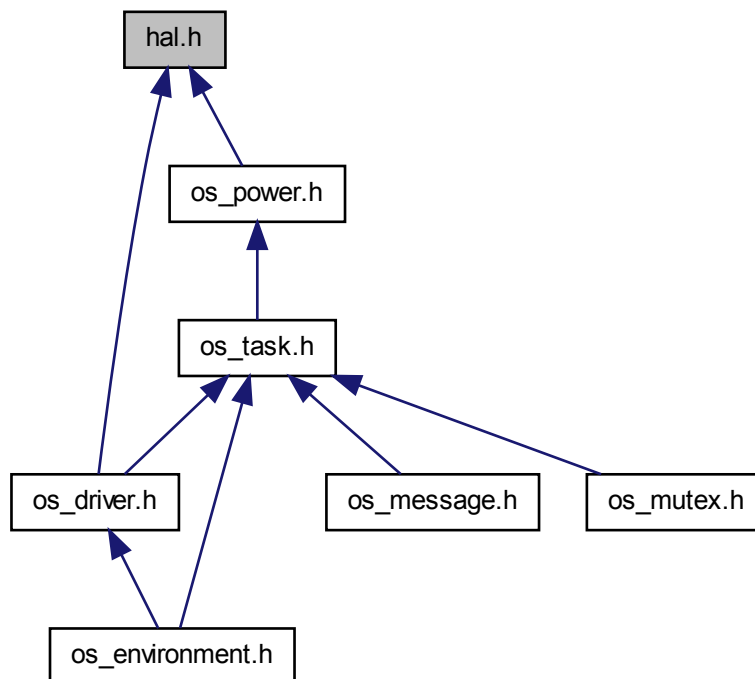 hal.h
os_power.h
os_task.h
os_driver.h
os_message.h
os_mutex.h
os_environment.h